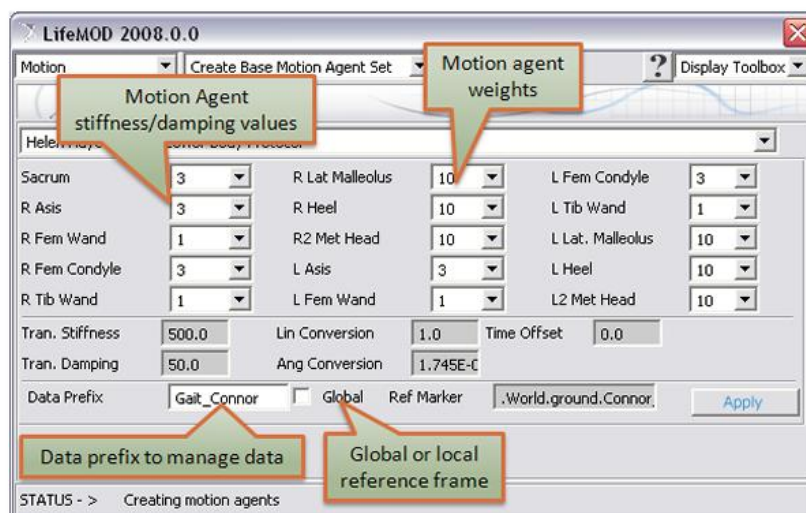 LifeMOD 2008.0.0
Motion Create Base Motion Agent Set ? Display Toolbox
Motion Agent
stiffness/damping values
Motion agent
weights
Helen
Sacrum 3 R Lat Malleolus 10 L Fem Condyle 3
R Asis 3 R Heel 10 L Tib Wand 1
R Fem Wand 1 R2 Met Head 10 L Lat. Malleolus 10
R Fem Condyle 3 L Asis 3 L Heel 10
R Tib Wand 1 L Fem Wand 1 L2 Met Head 10
Tran. Stiffness 500.0 Lin Conversion 1.0 Time Offset 0.0
Tran. Damping 50.0 Ang Conversion 1.745E-0
Data Prefix Gait_Connor Global Ref Marker .World.ground.Connor_ Apply
Data prefix to manage data
Global or local
reference frame
STATUS - > Creating motion agents